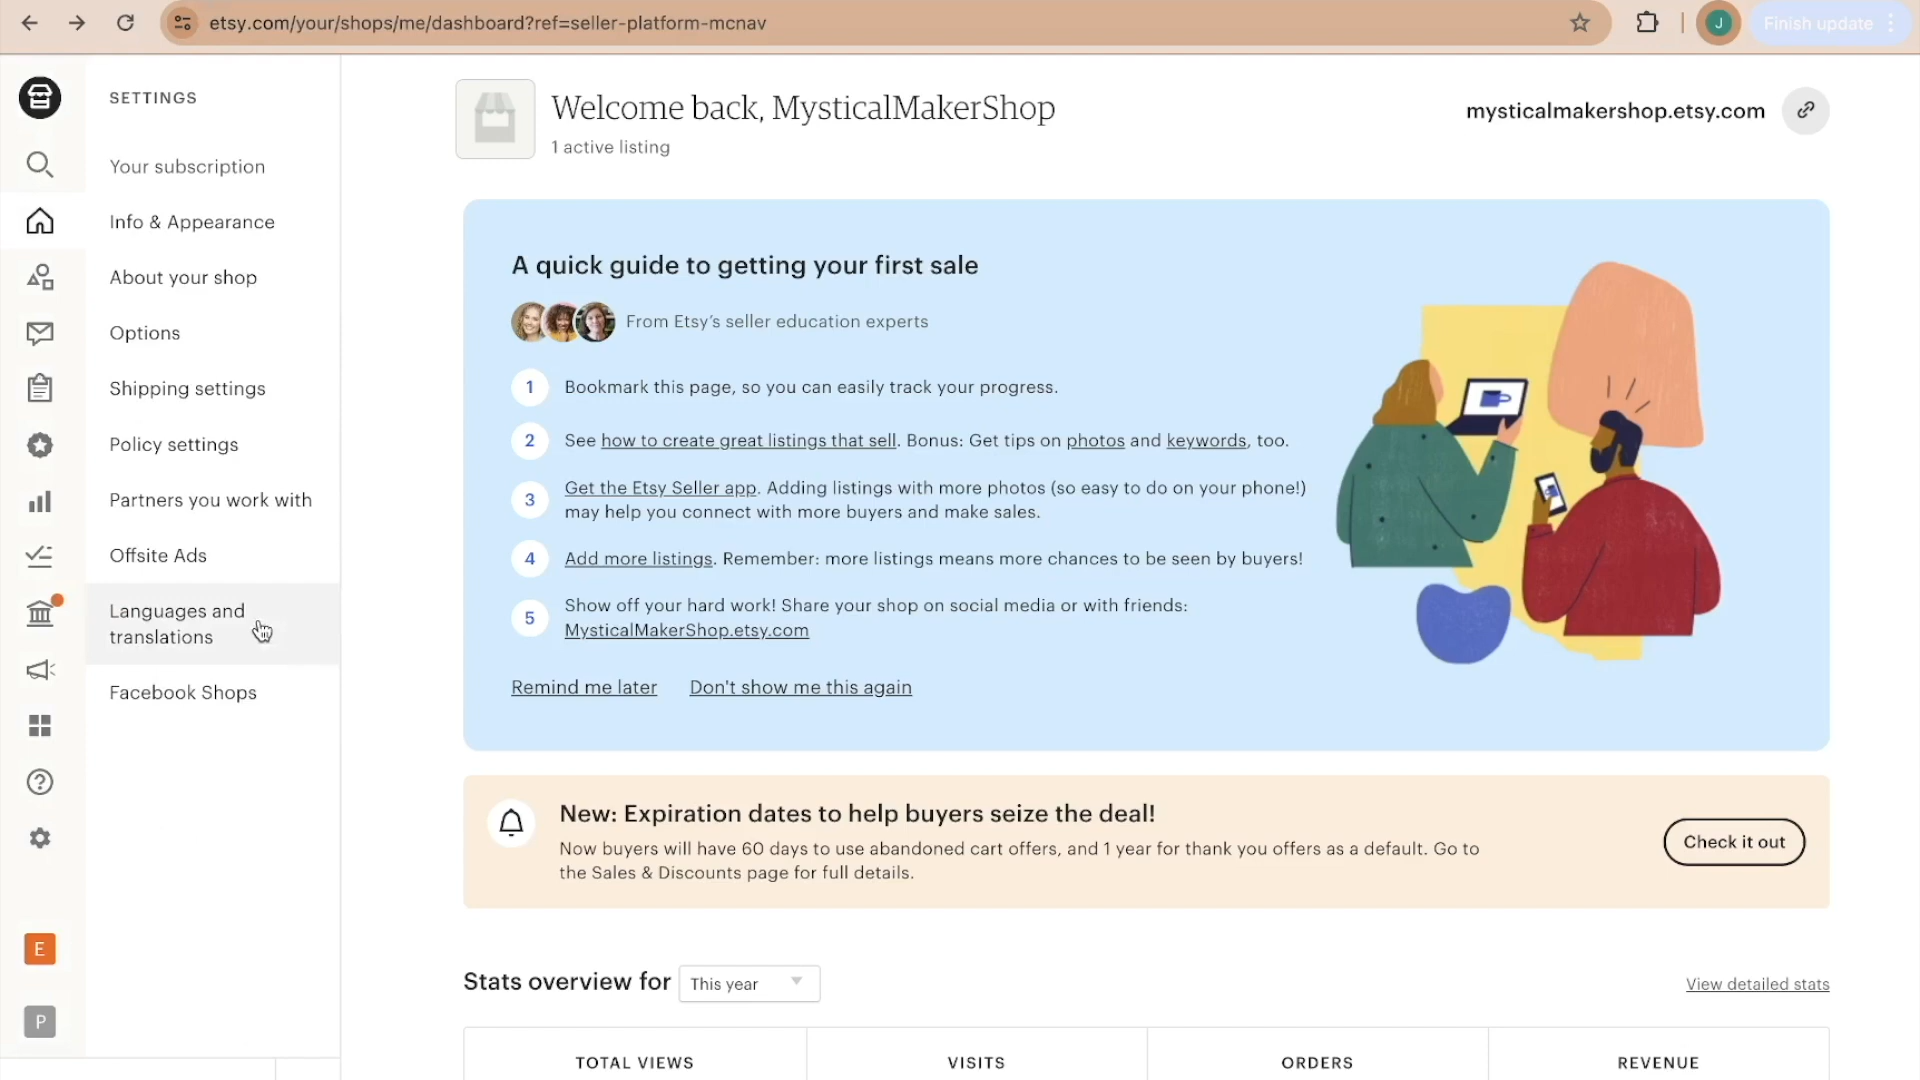 etsy.com/your/shops/me/dashboard?ref=seller-platform-mcnav
J
Finish update
SETTINGS
Your subscription
Info & Appearance
About your shop
Options
Shipping settings
Policy settings
Partners you work with
Offsite Ads
Languages and
translations
Facebook Shops
E
P
Welcome back, MysticalMakerShop
1 active listing
mysticalmakershop.etsy.com
A quick guide to getting your first sale
From Etsy's seller education experts
1 Bookmark this page, so you can easily track your progress.
2 See how to create great listings that sell. Bonus: Get tips on photos and keywords, too.
3 Get the Etsy Seller app. Adding listings with more photos (so easy to do on your phone!)
may help you connect with more buyers and make sales.
4 Add more listings. Remember: more listings means more chances to be seen by buyers!
5 Show off your hard work! Share your shop on social media or with friends:
MysticalMakerShop.etsy.com
Remind me later Don't show me this again
New: Expiration dates to help buyers seize the deal!
Now buyers will have 60 days to use abandoned cart offers, and 1 year for thank you offers as a default. Go to
the Sales & Discounts page for full details.
Check it out
Stats overview for This year
View detailed stats
TOTAL VIEWS VISITS ORDERS REVENUE